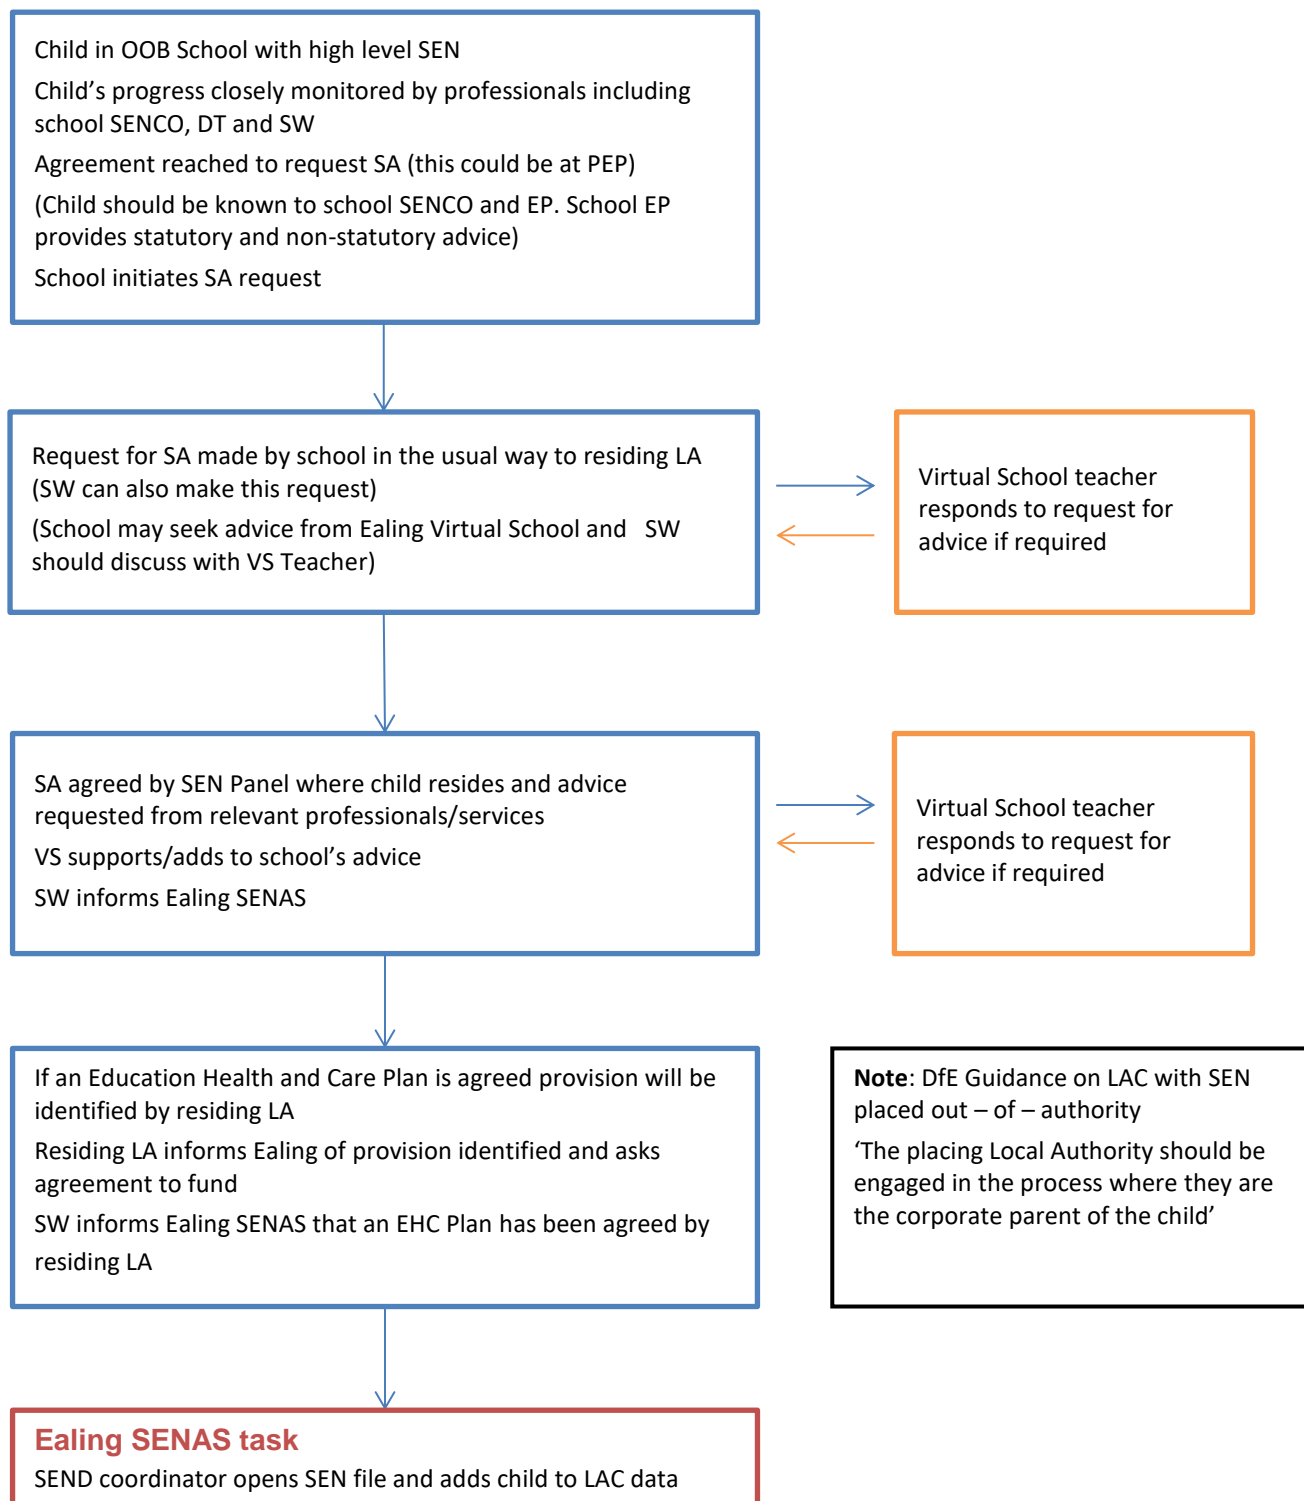 Child in OOB School with high level SEN
Child’s progress closely monitored by professionals including
school SENCO, DT and SW
Agreement reached to request SA (this could be at PEP)
(Child should be known to school SENCO and EP. School EP
provides statutory and non-statutory advice)
School initiates SA request
Request for SA made by school in the usual way to residing LA
(SW can also make this request)
(School may seek advice from Ealing Virtual School and   SW
should discuss with VS Teacher)
Virtual School teacher
responds to request for
advice if required
SA agreed by SEN Panel where child resides and advice
requested from relevant professionals/services
VS supports/adds to school’s advice
SW informs Ealing SENAS
Virtual School teacher
responds to request for
advice if required
If an Education Health and Care Plan is agreed provision will be
identified by residing LA
Residing LA informs Ealing of provision identified and asks
agreement to fund
SW informs Ealing SENAS that an EHC Plan has been agreed by
residing LA
Note: DfE Guidance on LAC with SEN
placed out – of – authority
‘The placing Local Authority should be
engaged in the process where they are
the corporate parent of the child’
Ealing SENAS task
SEND coordinator opens SEN file and adds child to LAC data